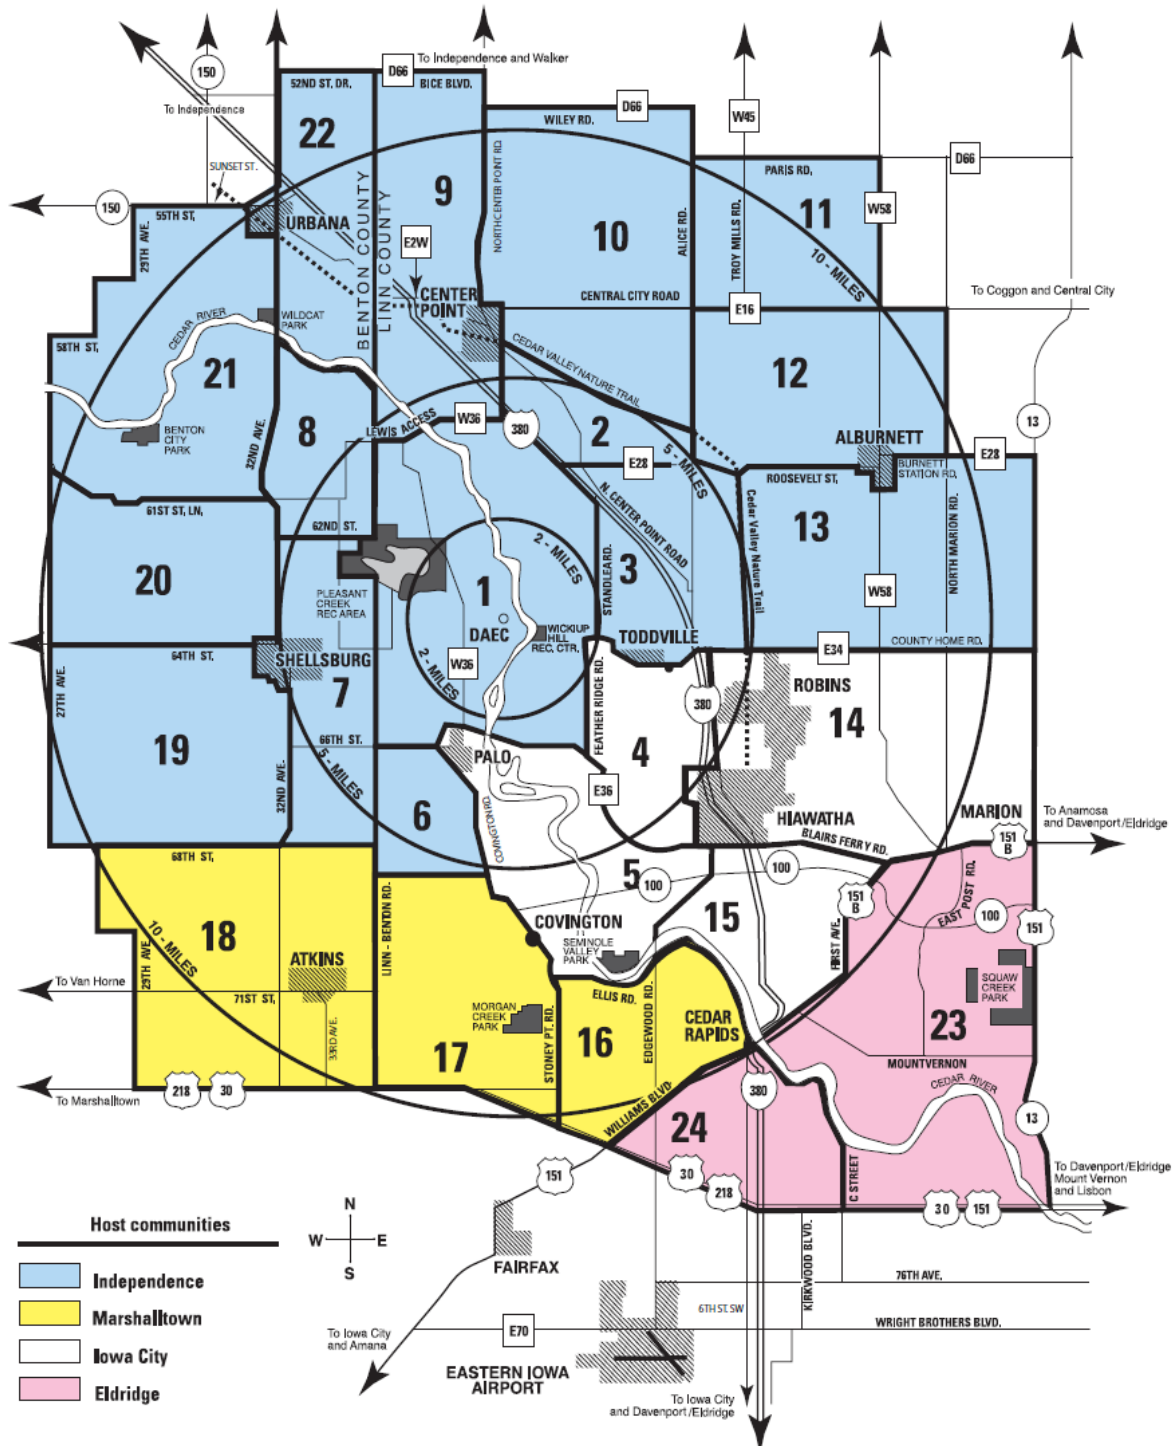 To Independence and Walker
D66
BICE BLVD.
52ND ST. DR.
150
To Independence
22
WILEY RD.
D66
W45
D66
PARIS RD,
SUNSET ST.
150
55TH ST,
URBANA
29TH AVE.
BENTON COUNTY
LINN COUNTY
9
NORTHCENTER POINT RD.
E2W
10
ALICE RD.
TROY MILLS RD.
11
W58
10 - MILES
To Coggon and Central City
CENTER
POINT
CENTRAL CITY ROAD
E16
58TH ST,
CEDAR RIVER
WILDCAT
PARK
CEDAR VALLEY NATURE TRAIL
21
12
13
BENTON
CITY
PARK
32ND AVE.
8
LEWIS ACCESS
W36
380
2
ALBURNETT
E28
BURNETT
STATION RD,
E28
5 - MILES
ROOSEVELT ST,
61ST ST, LN,
62ND ST.
N. CENTER POINT ROAD
Cedar Valley Nature Trail
13
NORTH MARION RD.
2 - MILES
STANDLEA RD.
3
20
PLEASANT
CREEK
REC AREA
1
DAEC
WICKIUP
HILL
REC, CTR,
TODDVILLE
W58
COUNTY HOME RD.
E34
64TH ST,
SHELLSBURG
W36
2 - MILES
27TH AVE.
7
FEATHER RIDGE RD.
380
ROBINS
14
19
66TH ST.
PALO
4
5 - MILES
32ND AVE.
6
COVINGTON RD.
E36
HIAWATHA
MARION
BLAIRS FERRY RD.
151
B
To Anamosa
and Davenport/Eldridge
68TH ST,
5
100
100
151
B
EAST POST RD.
100
151
LINN - BENTON RD.
15
18
COVINGTON
SEMINOLE
VALLEY
PARK
FIRST AVE.
10 - MILES
29TH AVE.
ATKINS
To Van Horne
71ST ST,
33RD AVE.
ELLIS RD.
SQUAW
CREEK
PARK
MORGAN
CREEK
PARK
17
STONEY PT. RD.
16
EDGEWOOD RD.
CEDAR
RAPIDS
23
MOUNTVERNON
CEDAR RIVER
218
30
To Marshalltown
WILLIAMS BLVD.
380
24
13
30
218
151
C STREET
To Davenport/Eldridge
Mount Vernon
and Lisbon
30
151
Host communities
N
W
E
S
FAIRFAX
KIRKWOOD BLVD.
76TH AVE.
Independence
Marshalltown
Iowa City
Eldridge
6TH ST. SW
WRIGHT BROTHERS BLVD.
To Iowa City
and Amana
E70
EASTERN IOWA
AIRPORT
To Iowa City
and Davenport/Eldridge